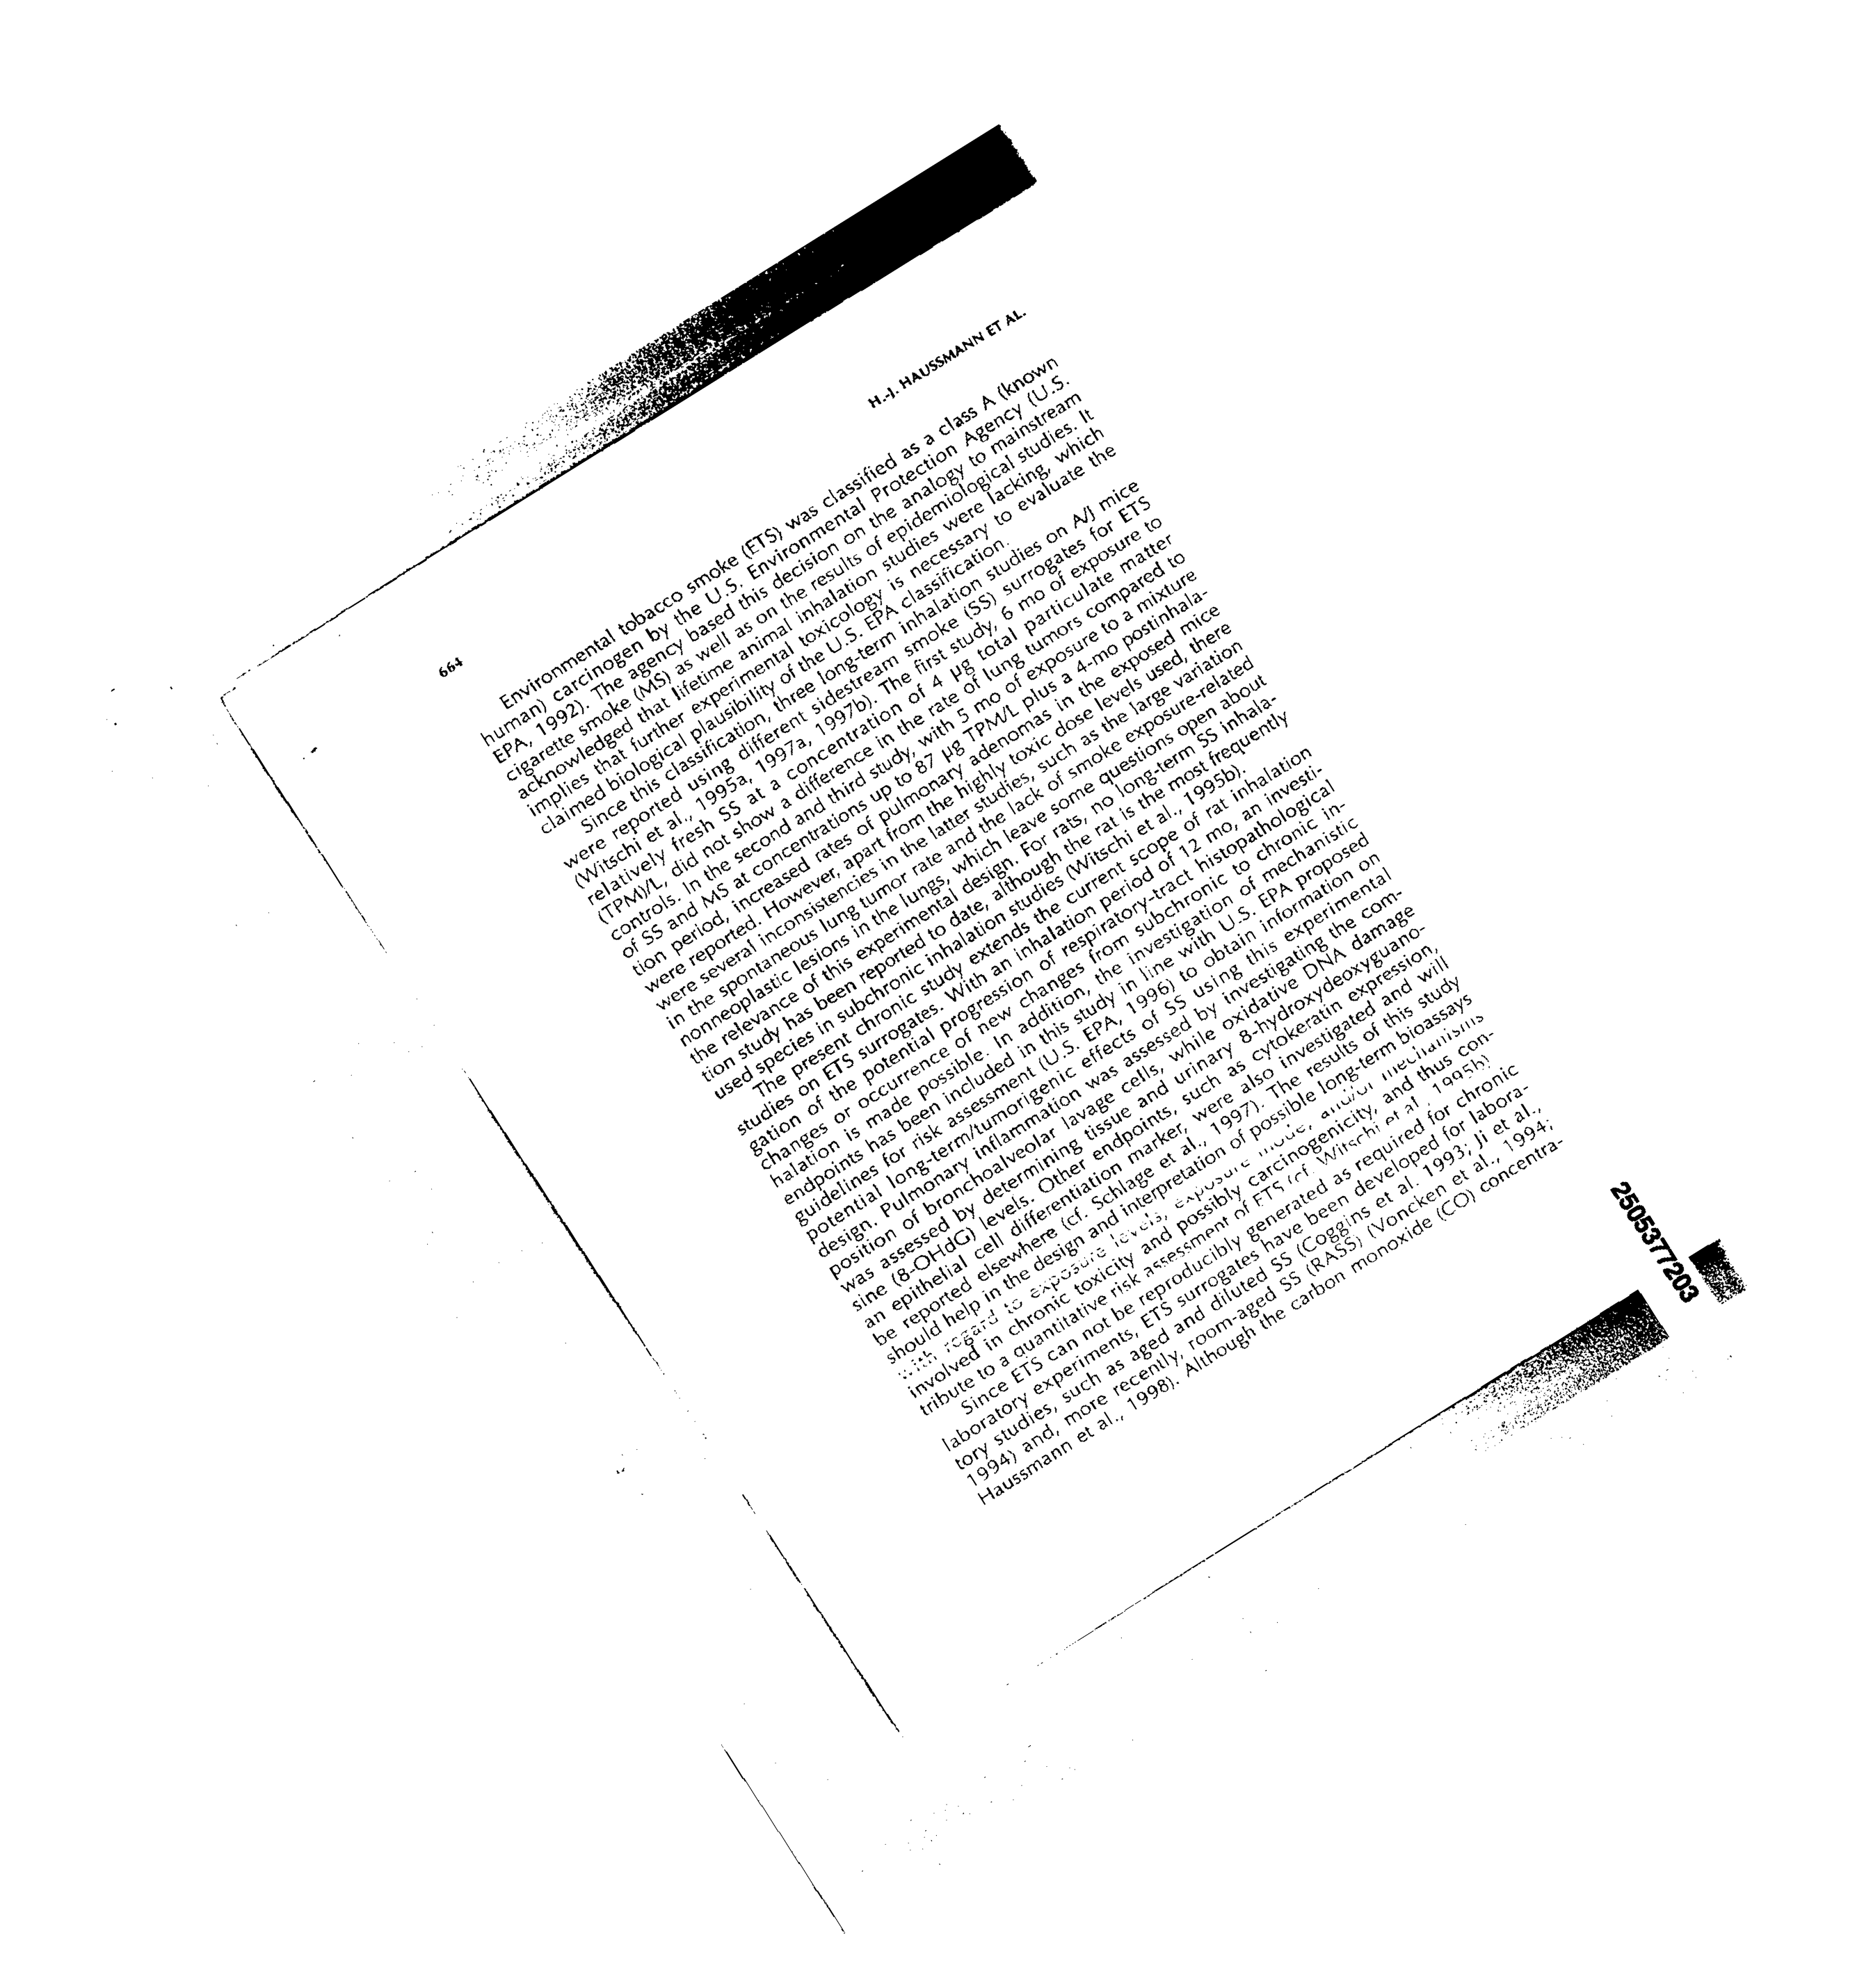 664
H.-J. HAUSSMANN ET AL.
Environmental tobacco smoke (ETS) was classified as a class A (known
human) carcinogen by the U.S. Environmental Protection Agency (U.S.
EPA, 1992). The agency based this decision on the analogy to mainstream
cigarette smoke (MS) as well as on the results of epidemiological studies. It
acknowledged that lifetime animal inhalation studies were lacking, which
implies that further experimental toxicology is necessary to evaluate the
claimed biological plausibility of the U.S. EPA classification.
Since this classification, three long-term inhalation studies on A/J mice
were reported using different sidestream smoke (SS) surrogates for ETS
(Witschi et al., 1995a, 1997a, 1997b). The first study, 6 mo of exposure to
relatively fresh SS at a concentration of 4 µg total particulate matter
(TPM)/L, did not show a difference in the rate of lung tumors compared to
controls. In the second and third study, with 5 mo of exposure to a mixture
of SS and MS at concentrations up to 87 µg TPM/L plus a 4-mo postinhala-
tion period, increased rates of pulmonary adenomas in the exposed mice
were reported. However, apart from the highly toxic dose levels used, there
were several inconsistencies in the latter studies, such as the large variation
in the spontaneous lung tumor rate and the lack of smoke exposure-related
nonneoplastic lesions in the lungs, which leave some questions open about
the relevance of this experimental design. For rats, no long-term SS inhala-
tion study has been reported to date, although the rat is the most frequently
used species in subchronic inhalation studies (Witschi et al., 1995b).
The present chronic study extends the current scope of rat inhalation
studies on ETS surrogates. With an inhalation period of 12 mo, an investi-
gation of the potential progression of respiratory-tract histopathological
changes or occurrence of new changes from subchronic to chronic in-
halation is made possible. In addition, the investigation of mechanistic
endpoints has been included in this study in line with U.S. EPA proposed
guidelines for risk assessment (U.S. EPA, 1996) to obtain information on
potential long-term/tumorigenic effects of SS using this experimental
design. Pulmonary inflammation was assessed by investigating the com-
position of bronchoalveolar lavage cells, while oxidative DNA damage
was assessed by determining tissue and urinary 8-hydroxydeoxyguano-
sine (8-OHdG) levels. Other endpoints, such as cytokeratin expression,
an epithelial cell differentiation marker, were also investigated and will
be reported elsewhere (cf. Schlage et al., 1997). The results of this study
should help in the design and interpretation of possible long-term bioassays
with regard to exposure levels, exposure mode, and/or mechanisms
involved in chronic toxicity and possibly carcinogenicity, and thus con-
tribute to a quantitative risk assessment of ETS (cf. Witschi et al., 1995b)
Since ETS can not be reproducibly generated as required for chronic
laboratory experiments, ETS surrogates have been developed for labora-
tory studies, such as aged and diluted SS (Coggins et al. 1993; Ji et al.,
1994) and, more recently, room-aged SS (RASS) (Voncken et al., 1994;
Haussmann et al., 1998). Although the carbon monoxide (CO) concentra-
2505377203